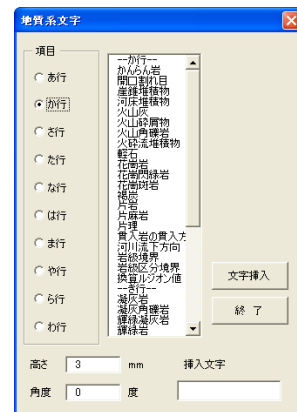 地質系文字
項目
あ行
か行
さ行
た行
な行
は行
ま行
や行
ら行
わ行
--か行--
かんらん岩
開口割れ目
崖錐堆積物
河床堆積物
火山灰
火山砕屑物
火山角礫岩
火砕流堆積物
軽石
花崗岩
花崗閃緑岩
花崗斑岩
褐炭
片岩
片麻岩
片理
貫入岩の貫入方
河川流下方向
岩級境界
岩級区分境界
換算ルジオン値
--き行--
凝灰岩
凝灰角礫岩
輝緑凝灰岩
輝緑岩
文字挿入
終 了
高さ 3 mm 挿入文字
角度 0 度